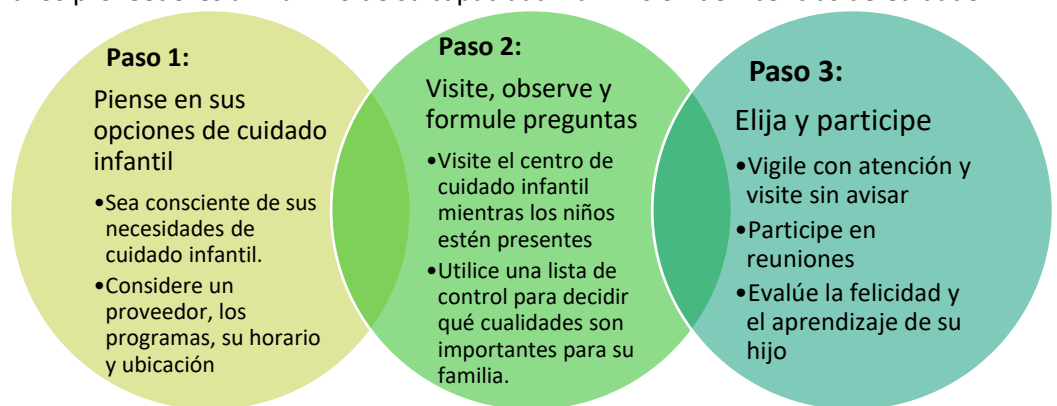 Paso 1:
Piense en sus
opciones de cuidado
infantil
•Sea consciente de sus
necesidades de
cuidado infantil.
•Considere un
proveedor, los
programas, su horario
y ubicación
Paso 2:
Visite, observe y
formule preguntas
•Visite el centro de
cuidado infantil
mientras los niños
estén presentes
•Utilice una lista de
control para decidir
qué cualidades son
importantes para su
familia.
Paso 3:
Elija y participe
•Vigile con atención y
visite sin avisar
•Participe en
reuniones
•Evalúe la felicidad y
el aprendizaje de su
hijo